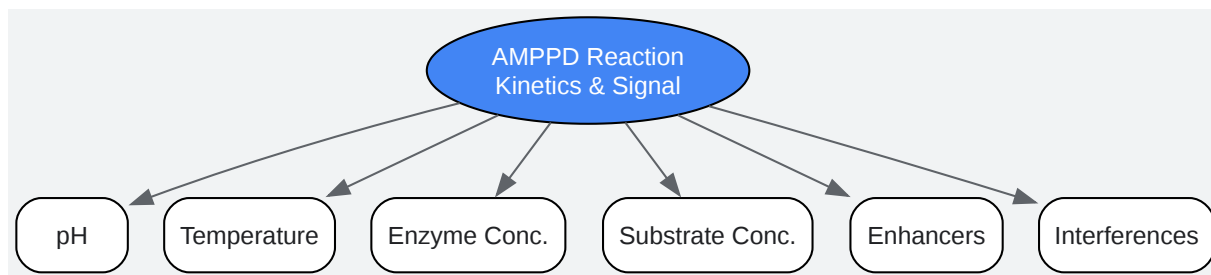 AMPPD Reaction
Kinetics & Signal
pH
Temperature
Enzyme Conc.
Substrate Conc.
Enhancers
Interferences